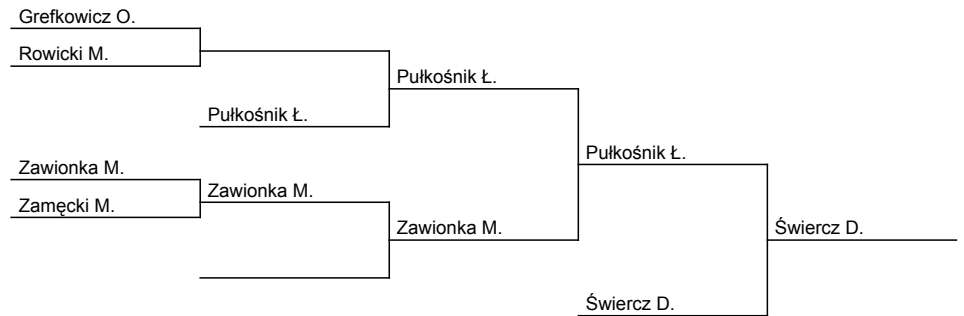 Grefkowicz O.
Rowicki M.
Pułkośnik Ł.
Pułkośnik Ł.
Zawionka M.
Pułkośnik Ł.
Zawionka M.
Zamęcki M.
Zawionka M.
Świercz D.
Świercz D.